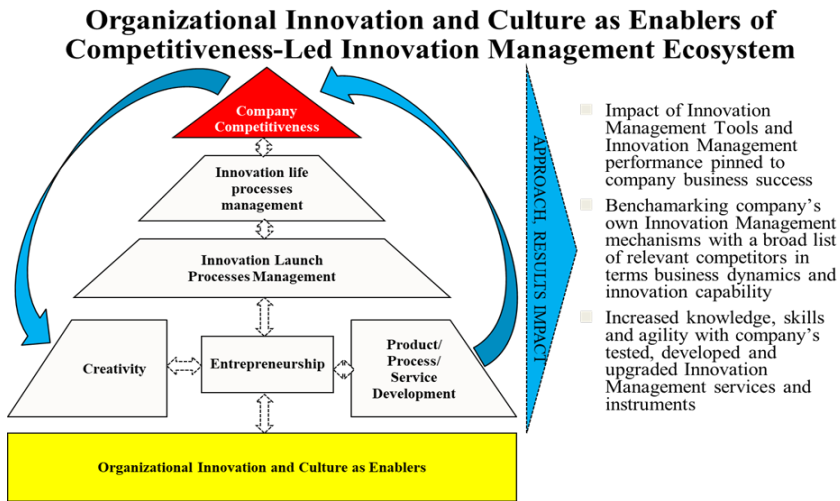 Organizational Innovation and Culture as Enablers of
Competitiveness-Led Innovation Management Ecosystem
Company
Competitiveness
Innovation life
processes
management
Innovation Launch
Processes Management
Creativity
Entrepreneurship
Product/
Process/
Service
Development
Organizational Innovation and Culture as Enablers
APPROACH. RESULTS IMPACT
Impact of Innovation
Management Tools and
Innovation Management
performance pinned to
company business success
Benchamarking company's
own Innovation Management
mechanisms with a broad list
of relevant competitors in
terms business dynamics and
innovation capability
Increased knowledge, skills
and agility with company's
tested, developed and
upgraded Innovation
Management services and
instruments